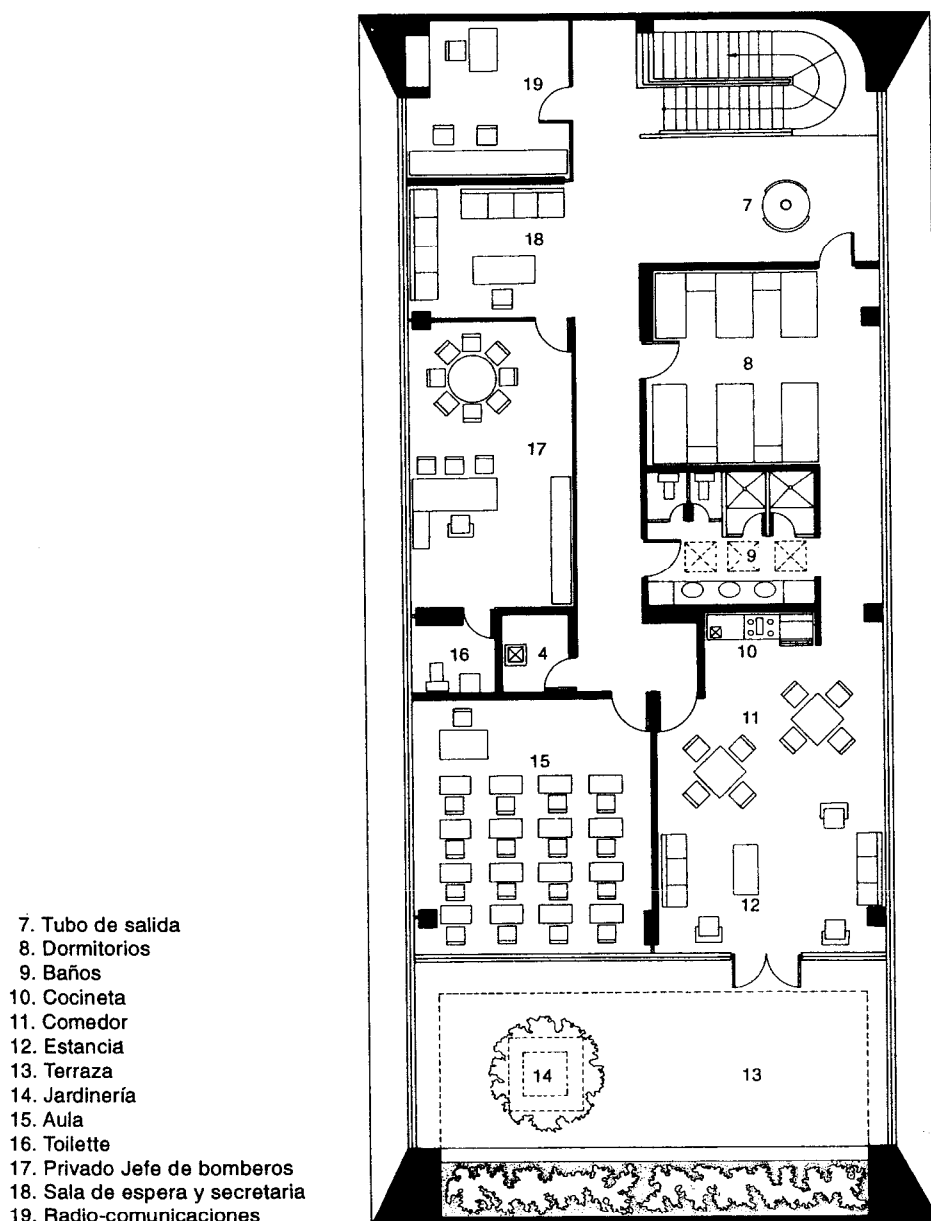 19
7
18
8
17
9
10
16
4
11
15
12
14
13
7. Tubo de salida
8. Dormitorios
9. Baños
10. Cocineta
11. Comedor
12. Estancia
13. Terraza
14. Jardinería
15. Aula
16. Toilette
17. Privado Jefe de bomberos
18. Sala de espera y secretaria
19. Radio-comunicaciones